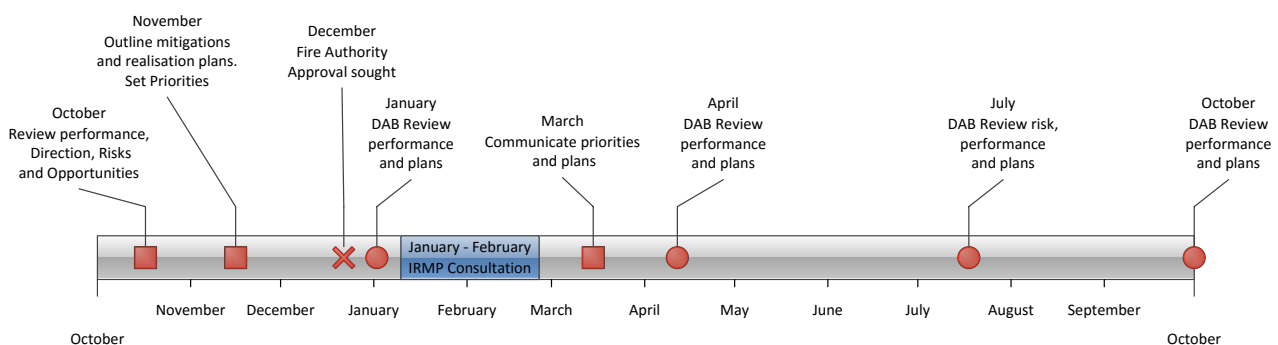 November
Outline mitigations
and realisation plans.
Set Priorities
December
Fire Authority
Approval sought
October
Review performance,
Direction, Risks
and Opportunities
January
DAB Review
performance
and plans
March
Communicate priorities
and plans
April
DAB Review
performance
and plans
July
DAB Review risk,
performance
and plans
October
DAB Review
performance
and plans
January - February
IRMP Consultation
November
December
January
February
March
April
May
June
July
August
September
October
October